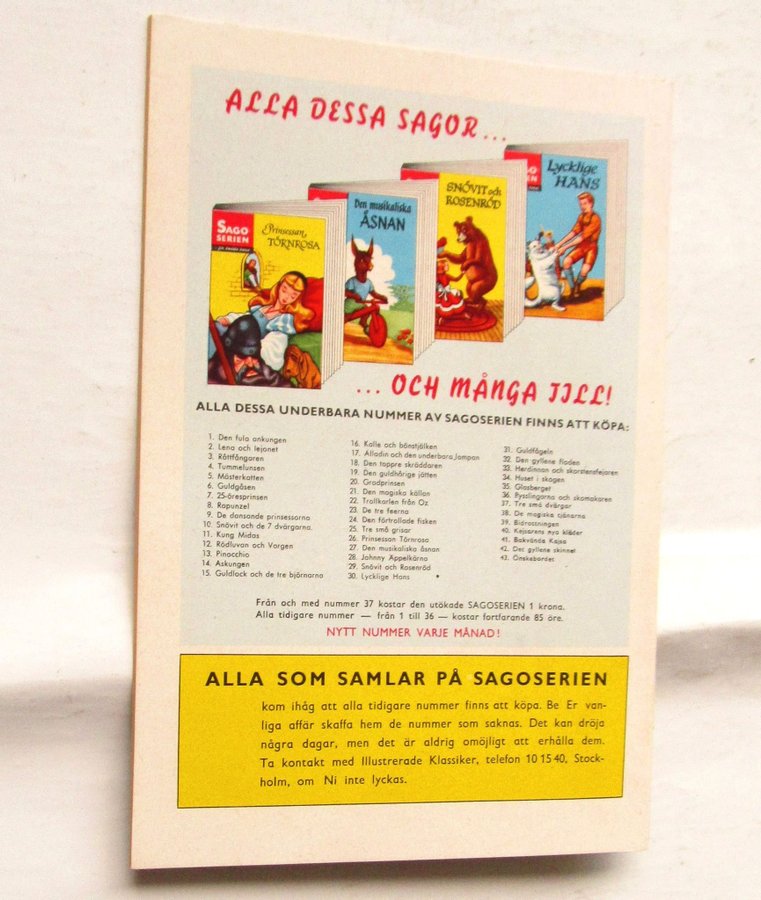 ALLA DESSA SAGOR...
SAGO
SERIEN
Prinsessan
TÖRNROSA
Den musikaliska
ÅSNAN
SNÖVIT och
ROSENRÖD
GO
IEN
Lycklige
HANS
... OCH MÅNGA TILL!
ALLA DESSA UNDERBARA NUMMER AV SAGOSERIEN FINNS ATT KÖPA:
1. Den fula ankungen
2. Lena och lejonet
3. Råttfångaren
4. Tummelunsen
5. Mästerkatten
6. Guldgåsen
7. 25-öresprinsen
8. Rapunzel
9. De dansande prinsessorna
10. Snövit och de 7 dvärgarna
11. Kung Midas
12. Rödluvan och Vargen
13. Pinocchio
14. Askungen
15. Guldlock och de tre björnarna
16. Kalle och bönstjälken
17. Alladin och den underbara lampan
18. Den tappre skräddaren
19. Den guldhårige jätten
20. Grodprinsen
21. Den magiska källan
22. Trollkarlen från Oz
23. De tre feerna
24. Den förtrollade fisken
25. Tre små grisar
26. Prinsessan Törnrosa
27. Den musikaliska åsnan
28. Johnny Äppelkärna
29. Snövit och Rosenröd
30. Lycklige Hans
31. Guldfågeln
32. Den gyllene floden
33. Herdinnan och skorstensfejaren
34. Huset i skogen
35. Glasberget
36. Pysslingarna och skomakaren
37. Tre små dvärgar
38. De magiska
39. Bidrottningen
40. Kejsarens nya kläder
41. Bakvända Kajsa
42. Det gyllene skinnet
43. Önskebordet
Från och med nummer 37 kostar den utökade SAGOSERIEN 1 krona.
Alla tidigare nummer — från 1 till 36 — kostar fortfarande 85 öre.
NYTT NUMMER VARJE MÅNAD!
ALLA SOM SAMLAR PÅ SAGOSERIEN
kom ihåg att alla tidigare nummer finns att köpa. Be Er van-
liga affär skaffa hem de nummer som saknas. Det kan dröja
några dagar, men det är aldrig omöjligt att erhålla dem.
Ta kontakt med Illustrerade Klassiker, telefon 10 15 40, Stock-
holm, om Ni inte lyckas.